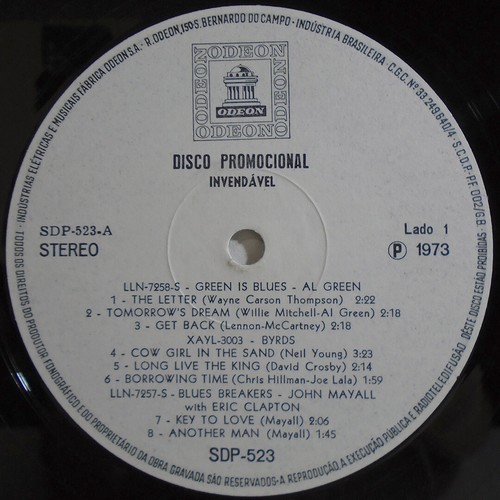 INDÚSTRIAS ELÉTRICAS E MUSICAIS FÁBRICA ODEON S.A. - R. ODEON, 150-S. BERNARDO DO CAMPO - INDÚSTRIA BRASILEIRA - C.G.C. Nº 33.249.640/4 - S.C.D.P.-PF 002/G.B
ODEON
ODEON
ODEON
ODEON
ODEON
DISCO PROMOCIONAL
INVENDÁVEL
SDP-523-A
STEREO
Lado 1
Ⓟ 1973
LLN-7258-S - GREEN IS BLUES - AL GREEN
1 - THE LETTER (Wayne Carson Thompson) 2:22
2 - TOMORROW'S DREAM (Willie Mitchell-Al Green) 2:18
3 - GET BACK (Lennon-McCartney) 2:18
XAYL-3003 - BYRDS
4 - COW GIRL IN THE SAND (Neil Young) 3:23
5 - LONG LIVE THE KING (David Crosby) 2:14
6 - BORROWING TIME (Chris Hillman-Joe Lala) 1:59
LLN-7257-S - BLUES BREAKERS - JOHN MAYALL
with ERIC CLAPTON
7 - KEY TO LOVE (Mayall) 2:06
8 - ANOTHER MAN (Mayall) 1:45
SDP-523
TODOS OS DIREITOS DO PRODUTOR FONOGRÁFICO E DO PROPRIETÁRIO DA OBRA GRAVADA SÃO RESERVADOS - A REPRODUÇÃO, A EXECUÇÃO PÚBLICA E RADIOTELEDIFUSÃO DÊSTE DISCO ESTÃO PROIBIDAS